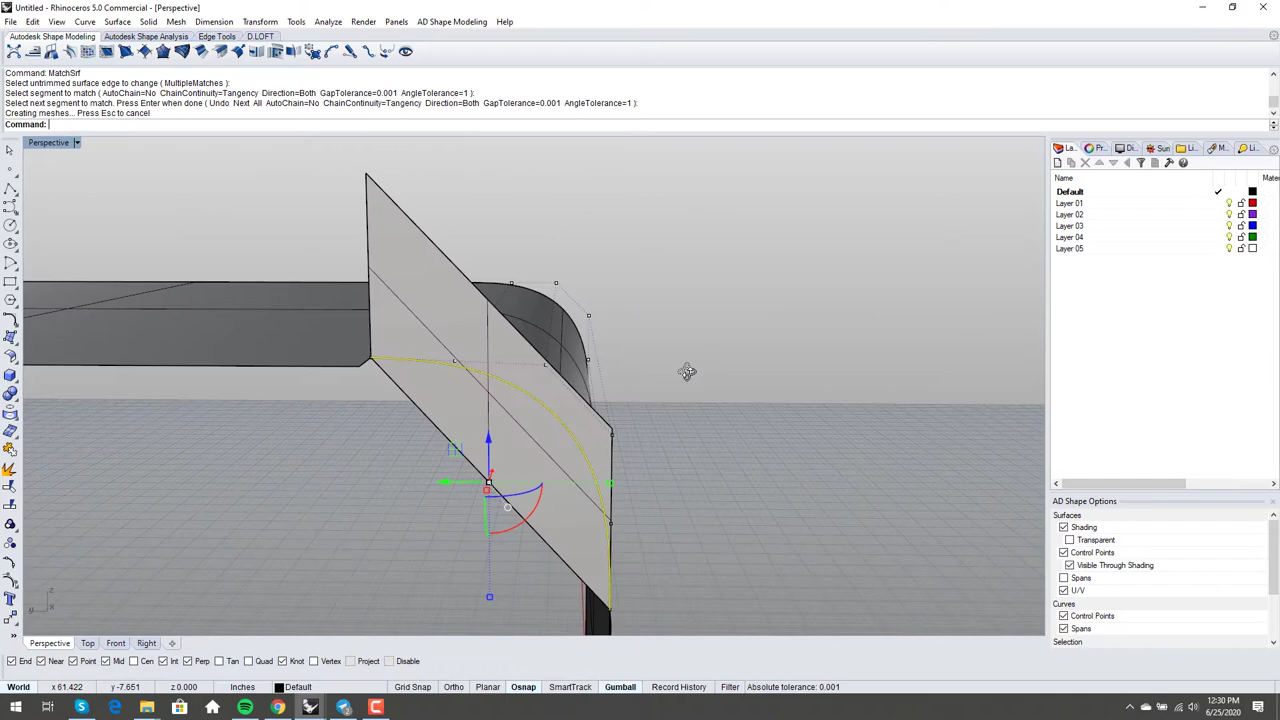 Untitled - Rhinoceros 5.0 Commercial - [Perspective]
File Edit View Curve Surface Solid Mesh Dimension Transform Tools Analyze Render Panels AD Shape Modeling Help
Autodesk Shape Modeling Autodesk Shape Analysis Edge Tools D.LOFT
Command: MatchSrf
Select untrimmed surface edge to change ( MultipleMatches ):
Select segment to match ( AutoChain=No ChainContinuity=Tangency Direction=Both GapTolerance=0.001 AngleTolerance=1 ):
Select next segment to match. Press Enter when done ( Undo Next All AutoChain=No ChainContinuity=Tangency Direction=Both GapTolerance=0.001 AngleTolerance=1 ):
Creating meshes... Press Esc to cancel
Command:
Perspective
La... Pr... Di... Sun Li... M... Li...
Name Mater
Default
Layer 01
Layer 02
Layer 03
Layer 04
Layer 05
AD Shape Options
Surfaces
Shading
Transparent
Control Points
Visible Through Shading
Spans
U/V
Curves
Control Points
Spans
Selection
z
y x
Perspective Top Front Right
End Near Point Mid Cen Int Perp Tan Quad Knot Vertex Project Disable
World x 61.422 y -7.651 z 0.000 Inches Default Grid Snap Ortho Planar Osnap SmartTrack Gumball Record History Filter Absolute tolerance: 0.001
12:30 PM
6/25/2020